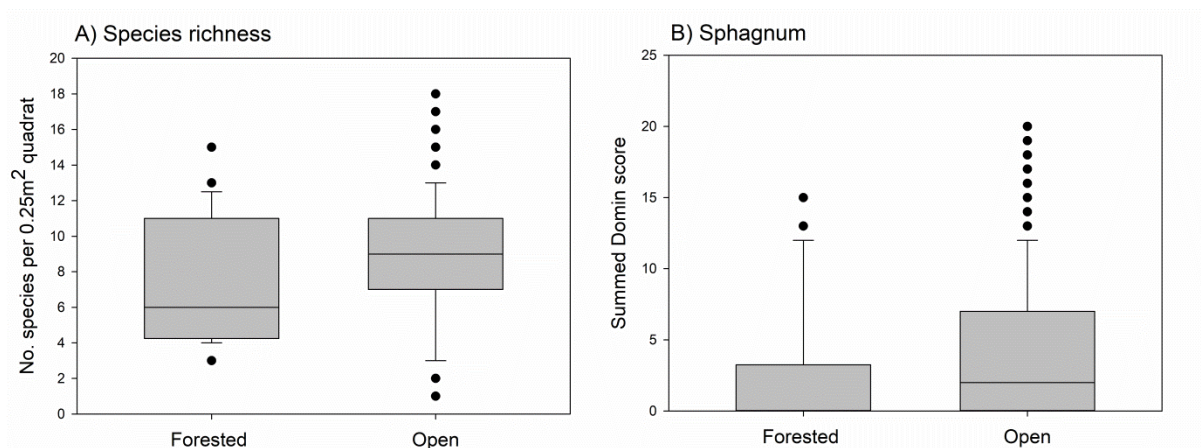 A) Species richness
No. species per 0.25m² quadrat
20
18
16
14
12
10
8
6
4
2
0
Forested
Open
B) Sphagnum
Summed Domin score
25
20
15
10
5
0
Forested
Open